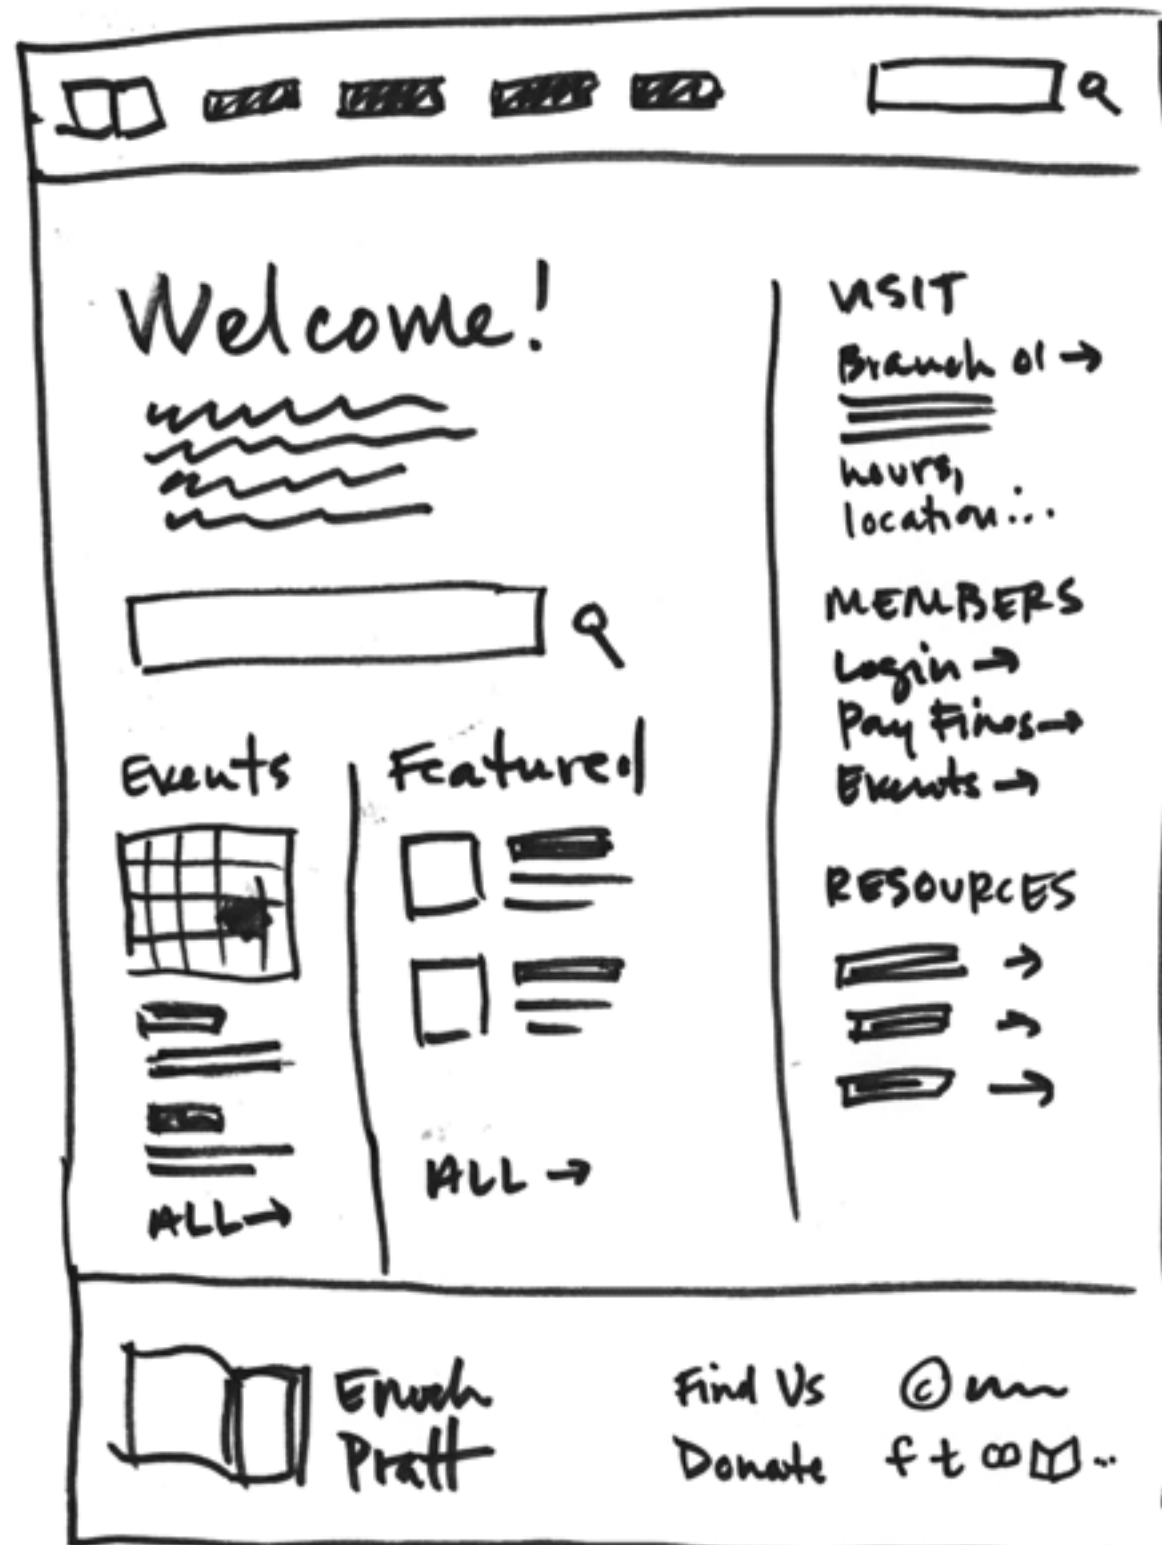 Welcome!
VISIT
Branch 01 →
hours,
location...
MEMBERS
Login →
Pay Fines →
Events →
RESOURCES
Events
ALL →
Featured
ALL →
Enoch
Pratt
Find Us
Donate
©
f t